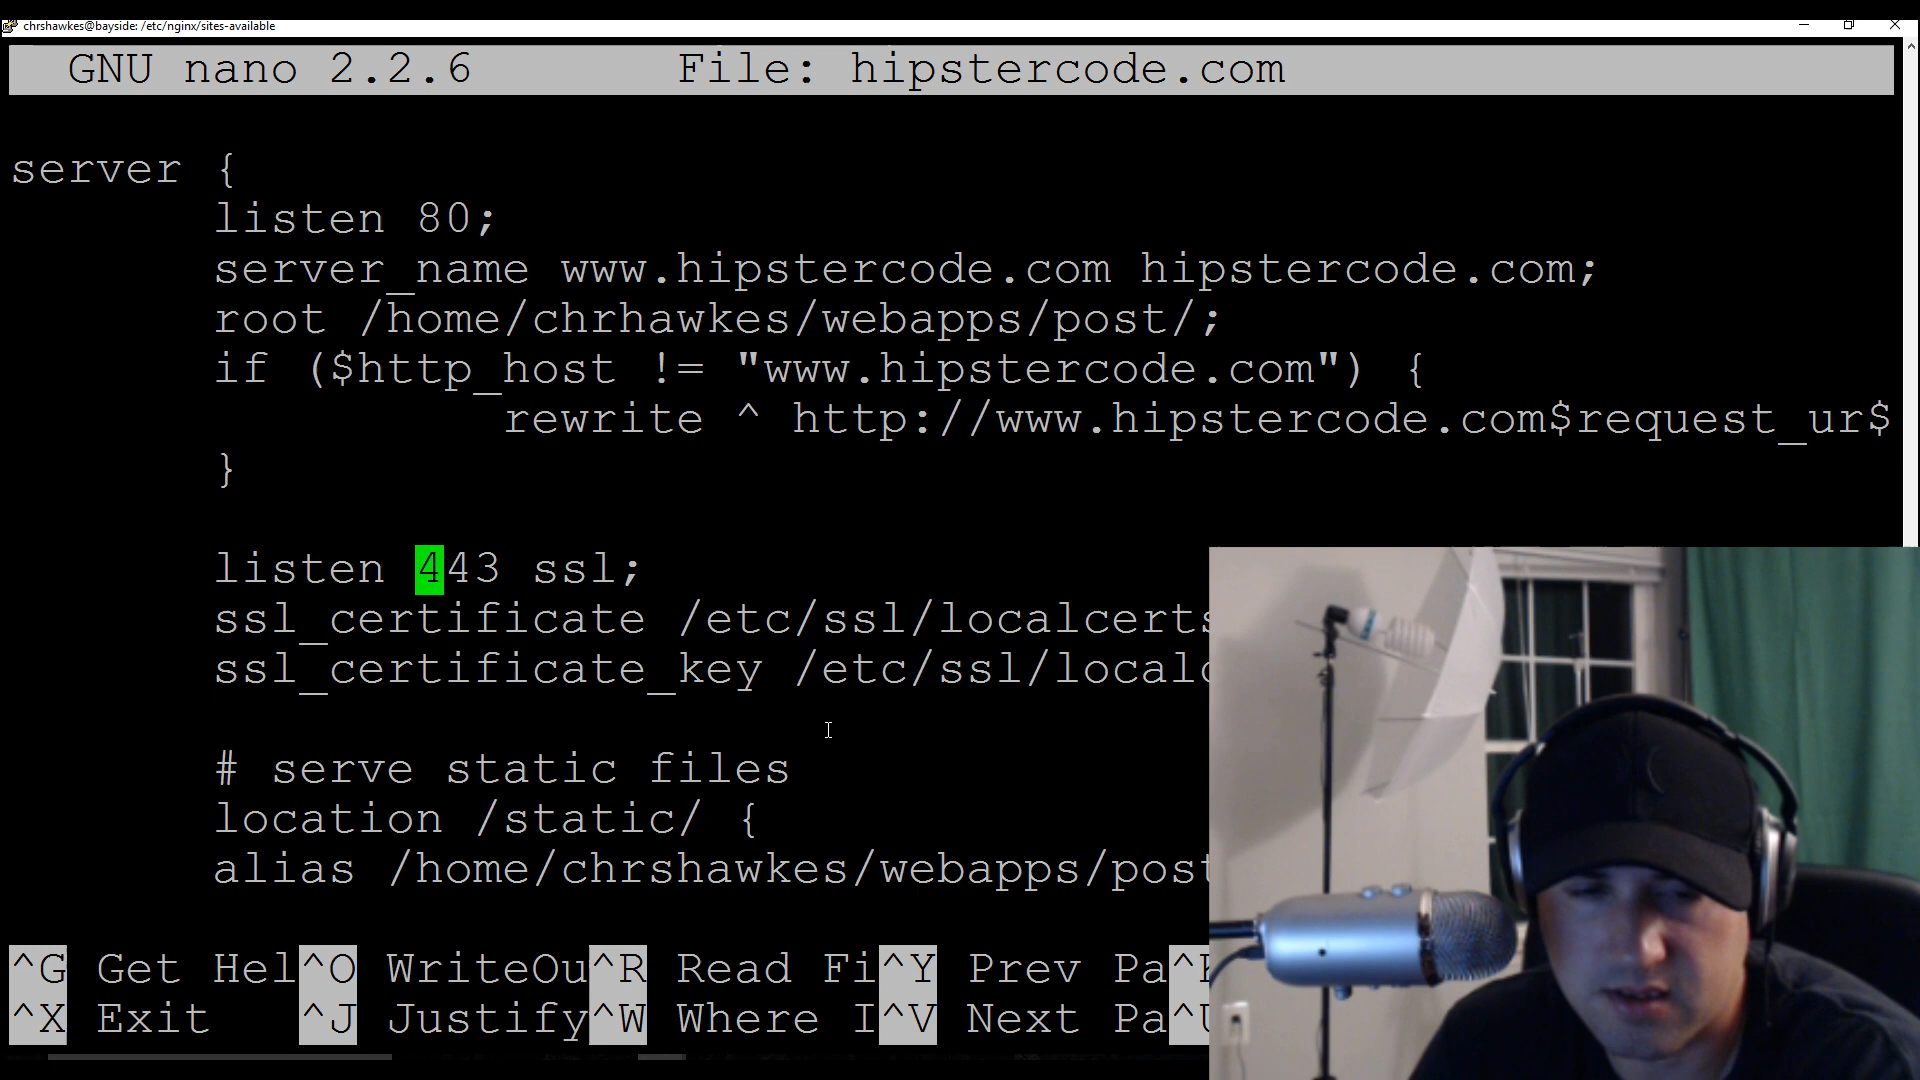 chrshawkes@bayside: /etc/nginx/sites-available
GNU nano 2.2.6 File: hipstercode.com
server {
listen 80;
server_name www.hipstercode.com hipstercode.com;
root /home/chrhawkes/webapps/post/;
if ($http_host != "www.hipstercode.com") {
rewrite ^ http://www.hipstercode.com$request_ur$
}
listen 443 ssl;
ssl_certificate /etc/ssl/localcerts
ssl_certificate_key /etc/ssl/localc
# serve static files
location /static/ {
alias /home/chrshawkes/webapps/post
^G Get Hel ^O WriteOu ^R Read Fi ^Y Prev Pa ^K
^X Exit ^J Justify ^W Where I ^V Next Pa ^U